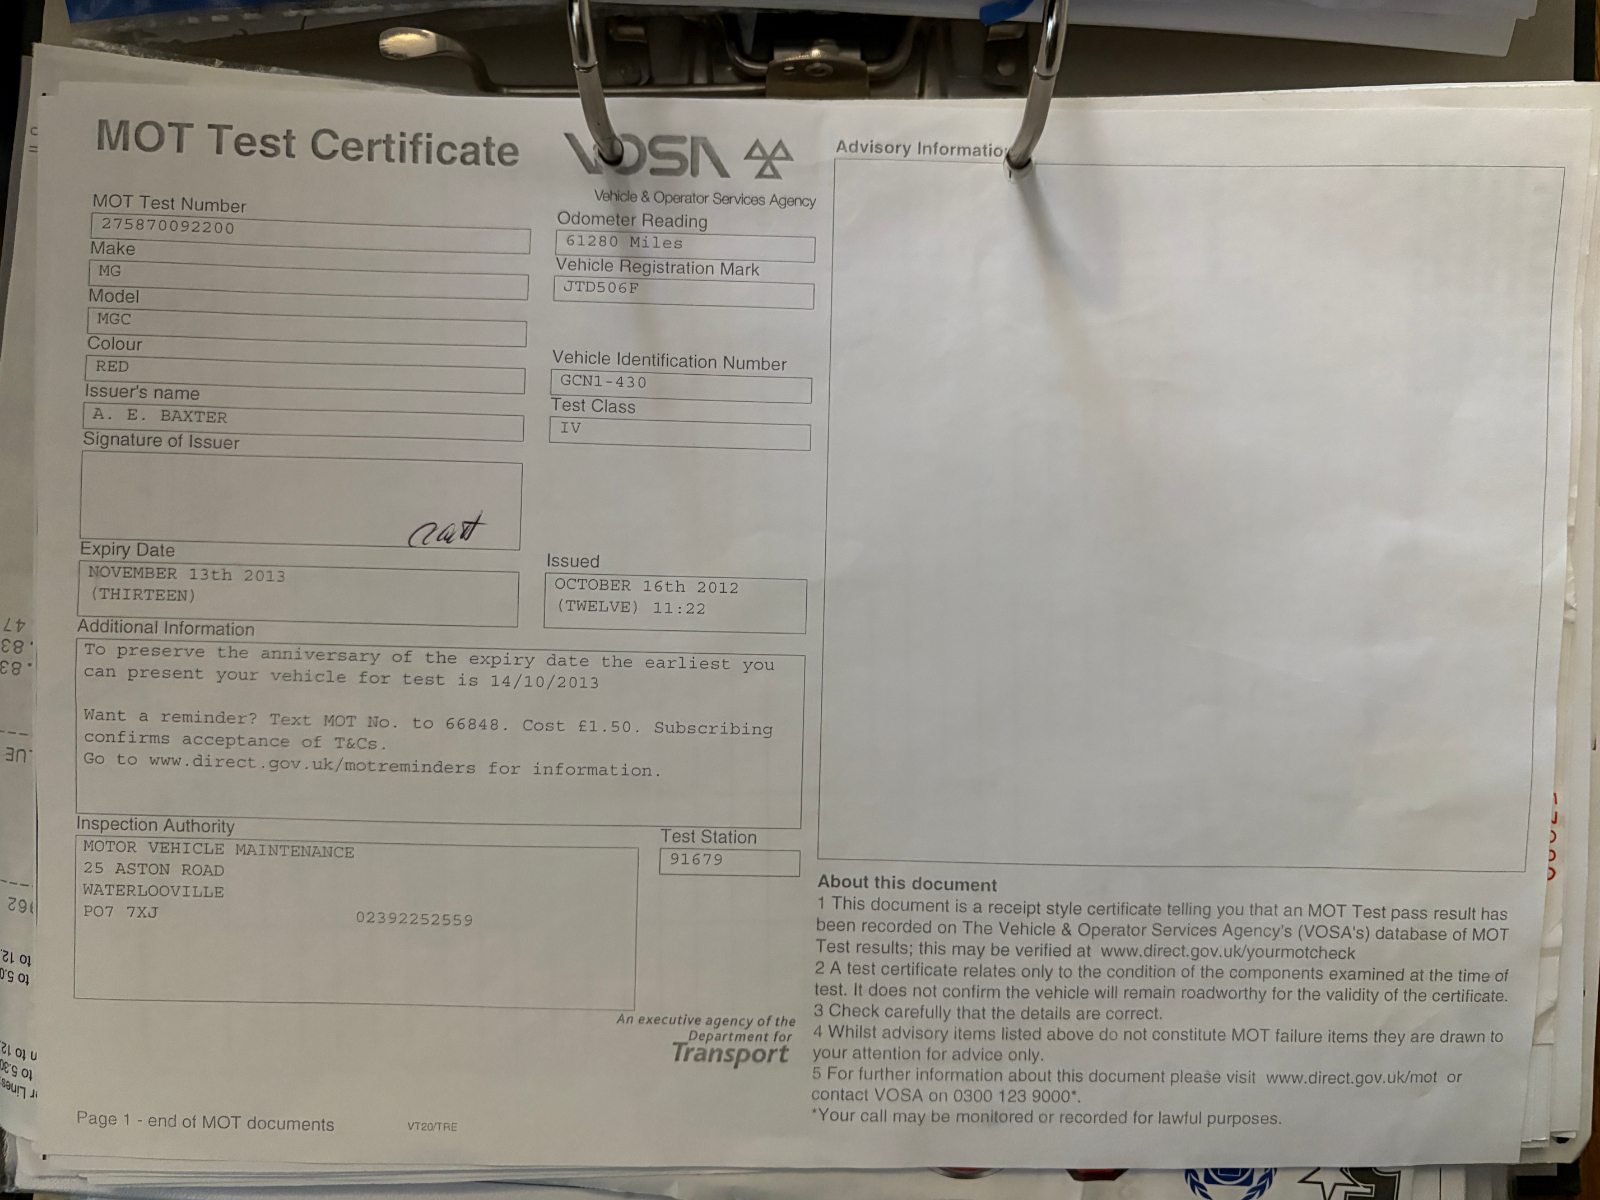 MOT Test Certificate
VOSA
Vehicle & Operator Services Agency
MOT Test Number
275870092200
Make
MG
Model
MGC
Colour
RED
Issuer's name
A. E. BAXTER
Signature of Issuer
Expiry Date
NOVEMBER 13th 2013
(THIRTEEN)
Odometer Reading
61280 Miles
Vehicle Registration Mark
JTD506F
Vehicle Identification Number
GCN1-430
Test Class
IV
Issued
OCTOBER 16th 2012
(TWELVE) 11:22
Additional Information
To preserve the anniversary of the expiry date the earliest you
can present your vehicle for test is 14/10/2013
Want a reminder? Text MOT No. to 66848. Cost £1.50. Subscribing
confirms acceptance of T&Cs.
Go to www.direct.gov.uk/motreminders for information.
Inspection Authority
MOTOR VEHICLE MAINTENANCE
25 ASTON ROAD
WATERLOOVILLE
PO7 7XJ 02392252559
Test Station
91679
An executive agency of the
Department for
Transport
Page 1 - end of MOT documents
VT20/TRE
Advisory Informatio
About this document
1 This document is a receipt style certificate telling you that an MOT Test pass result has
been recorded on The Vehicle & Operator Services Agency's (VOSA's) database of MOT
Test results; this may be verified at www.direct.gov.uk/yourmotcheck
2 A test certificate relates only to the condition of the components examined at the time of
test. It does not confirm the vehicle will remain roadworthy for the validity of the certificate.
3 Check carefully that the details are correct.
4 Whilst advisory items listed above do not constitute MOT failure items they are drawn to
your attention for advice only.
5 For further information about this document please visit www.direct.gov.uk/mot or
contact VOSA on 0300 123 9000*.
*Your call may be monitored or recorded for lawful purposes.